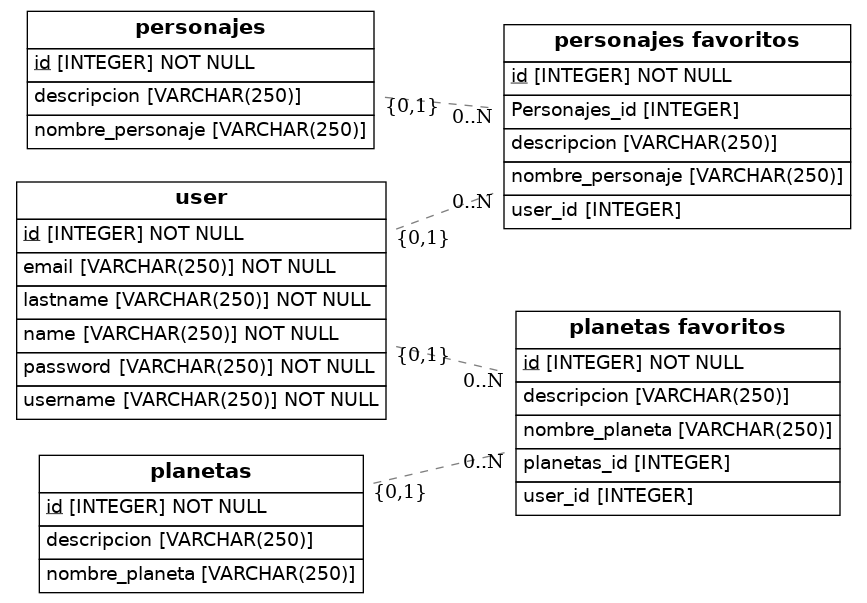 personajes
id [INTEGER] NOT NULL
descripcion [VARCHAR(250)]
nombre_personaje [VARCHAR(250)]
{0,1}
0..N
personajes favoritos
id [INTEGER] NOT NULL
Personajes_id [INTEGER]
descripcion [VARCHAR(250)]
nombre_personaje [VARCHAR(250)]
user_id [INTEGER]
user
id [INTEGER] NOT NULL
email [VARCHAR(250)] NOT NULL
lastname [VARCHAR(250)] NOT NULL
name [VARCHAR(250)] NOT NULL
password [VARCHAR(250)] NOT NULL
username [VARCHAR(250)] NOT NULL
0..N
{0,1}
{0,1}
0..N
planetas favoritos
id [INTEGER] NOT NULL
descripcion [VARCHAR(250)]
nombre_planeta [VARCHAR(250)]
planetas_id [INTEGER]
user_id [INTEGER]
planetas
id [INTEGER] NOT NULL
descripcion [VARCHAR(250)]
nombre_planeta [VARCHAR(250)]
0..N
{0,1}